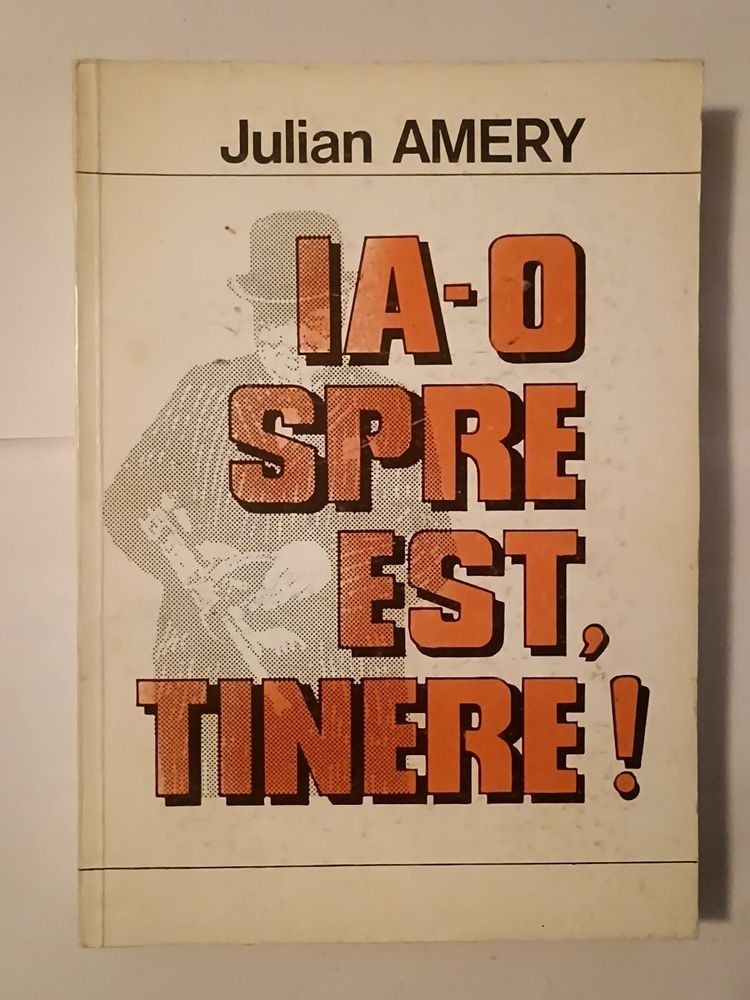 Julian AMERY
IA-O
SPRE
EST,
TINERE!